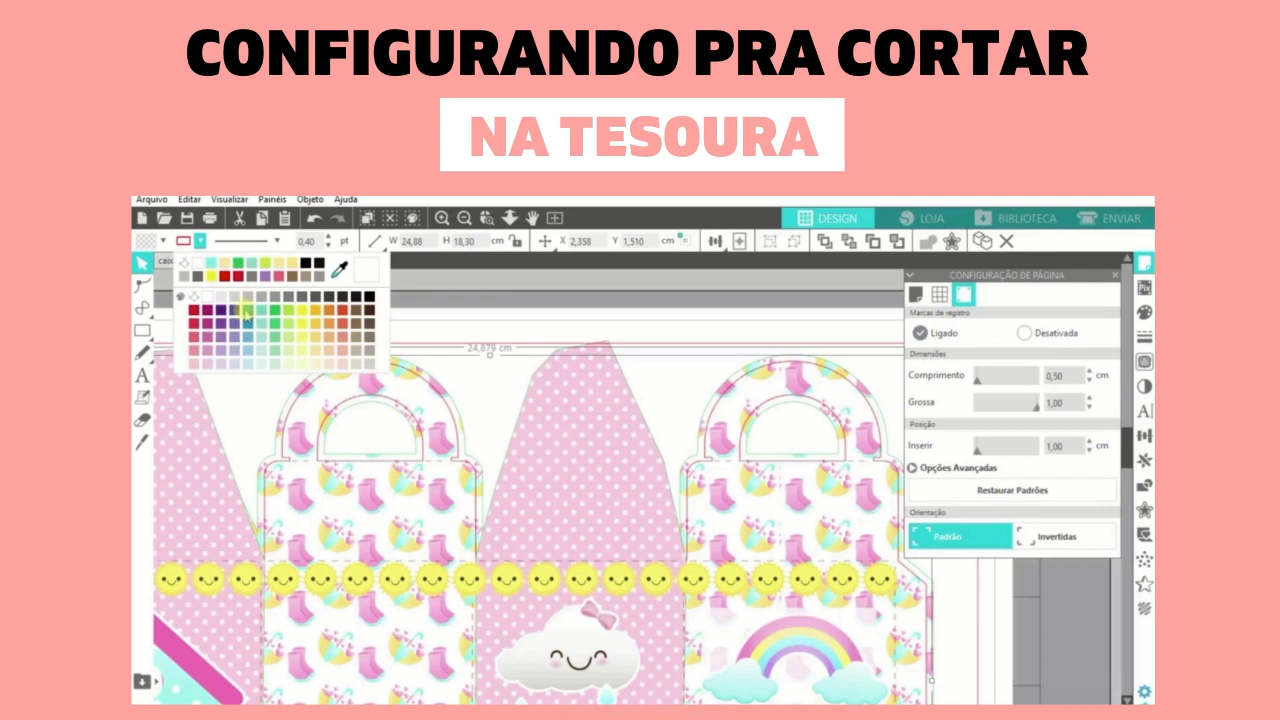 CONFIGURANDO PRA CORTAR
NA TESOURA
Arquivo Editar Visualizar Painéis Objeto Ajuda
DESIGN LOJA BIBLIOTECA ENVIAR
0,40 pt W 24,88 H 18,30 cm X 2,358 Y 1,510 cm
caix
CONFIGURAÇÃO DE PÁGINA
Pix
Marcas de registro
Ligado Desativada
24,879 cm
Dimensões
Comprimento 0,50 cm
Grossa 1,00
Posição
Inserir 1,00 cm
Opções Avançadas
Restaurar Padrões
Orientação
Padrão Invertidas